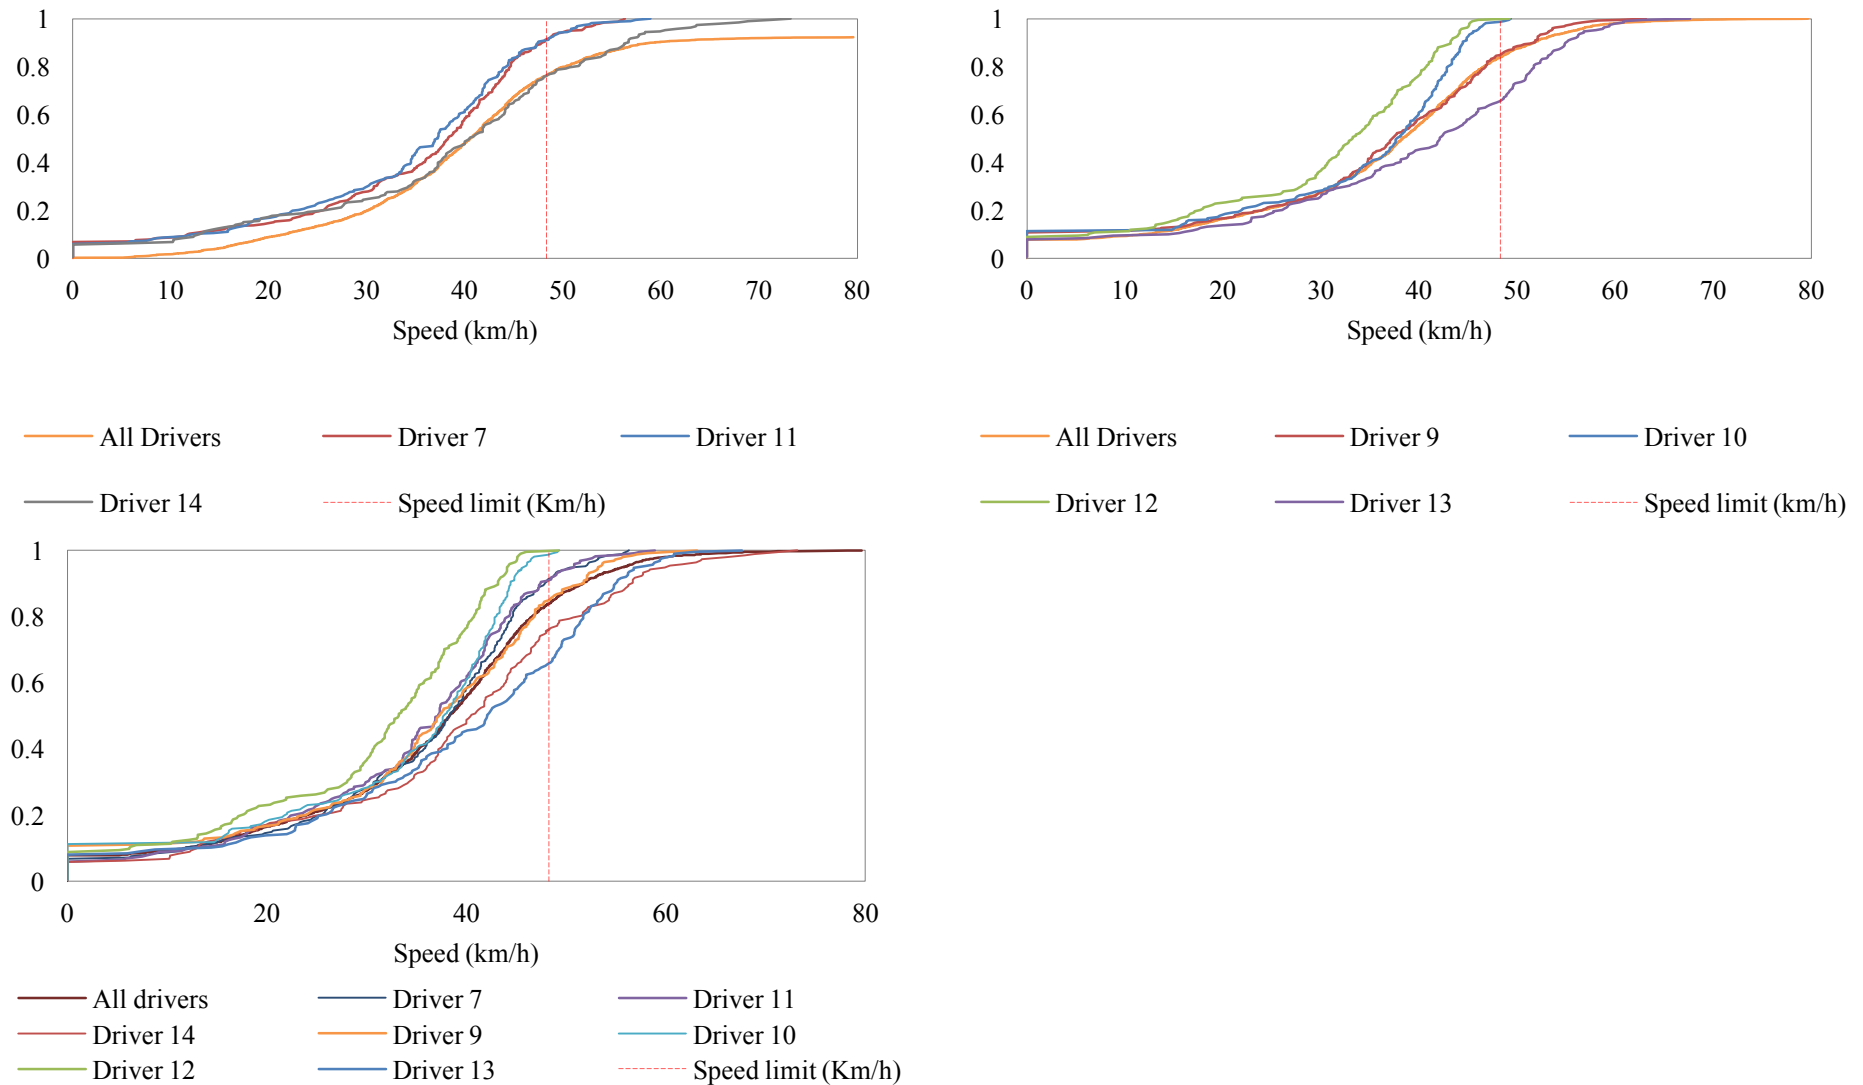 1
0.8
0.6
0.4
0.2
0
0 10 20 30 40 50 60 70 80
Speed (km/h)
All Drivers Driver 7 Driver 11
Driver 14 Speed limit (Km/h)
1
0.8
0.6
0.4
0.2
0
0 10 20 30 40 50 60 70 80
Speed (km/h)
All Drivers Driver 9 Driver 10
Driver 12 Driver 13 Speed limit (km/h)
1
0.8
0.6
0.4
0.2
0
0 20 40 60 80
Speed (km/h)
All drivers Driver 7 Driver 11
Driver 14 Driver 9 Driver 10
Driver 12 Driver 13 Speed limit (Km/h)